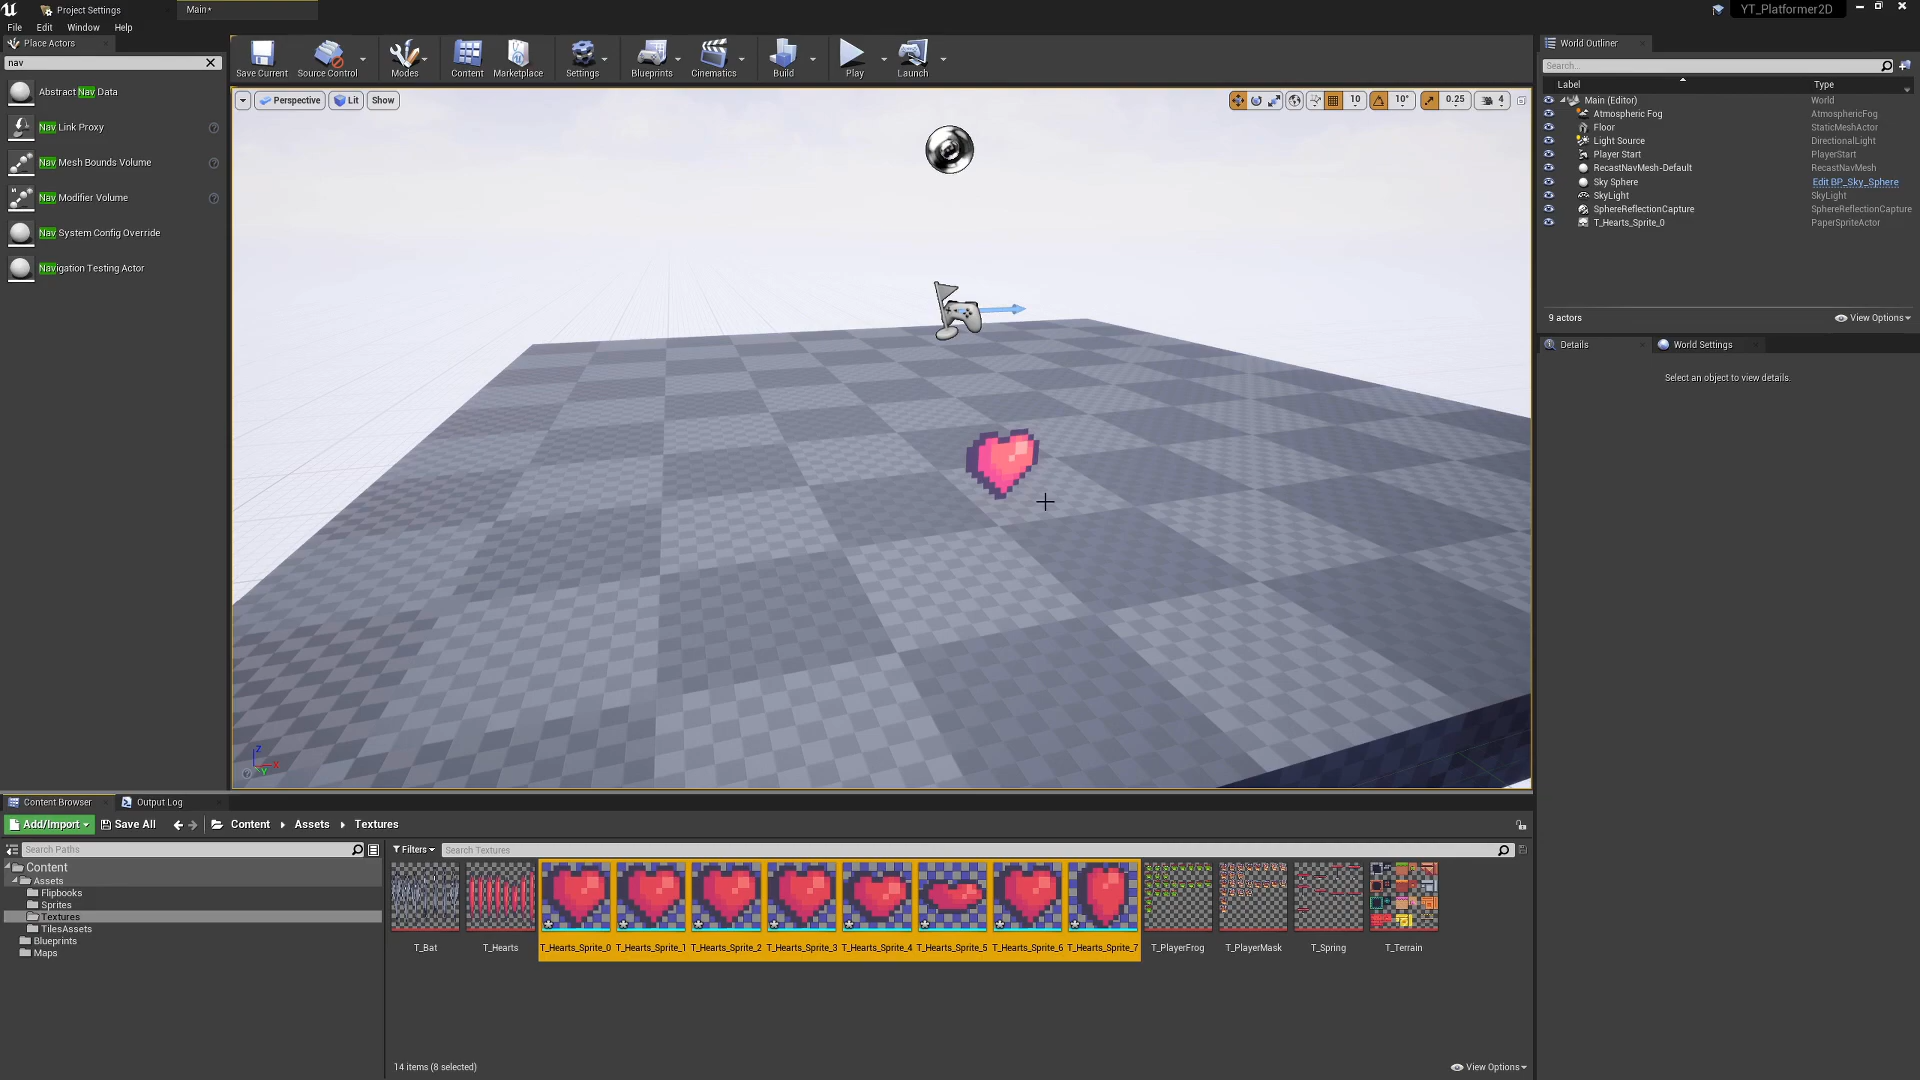 Project Settings
Main*
YT_Platformer2D
File Edit Window Help
Place Actors
nav
Abstract Nav Data
Nav Link Proxy
Nav Mesh Bounds Volume
Nav Modifier Volume
Nav System Config Override
Navigation Testing Actor
Save Current Source Control Modes Content Marketplace Settings Blueprints Cinematics Build Play Launch
Perspective Lit Show
10 10° 0.25 4
Z
X
Y
World Outliner
Search...
Label Type
Main (Editor) World
Atmospheric Fog AtmosphericFog
Floor StaticMeshActor
Light Source DirectionalLight
Player Start PlayerStart
RecastNavMesh-Default RecastNavMesh
Sky Sphere Edit BP_Sky_Sphere
SkyLight SkyLight
SphereReflectionCapture SphereReflectionCapture
T_Hearts_Sprite_0 PaperSpriteActor
9 actors View Options
Details World Settings
Select an object to view details.
Content Browser Output Log
Add/Import Save All Content Assets Textures
Search Paths
Content
Assets
Flipbooks
Sprites
Textures
TilesAssets
Blueprints
Maps
Filters Search Textures
T_Bat T_Hearts T_Hearts_Sprite_0 T_Hearts_Sprite_1 T_Hearts_Sprite_2 T_Hearts_Sprite_3 T_Hearts_Sprite_4 T_Hearts_Sprite_5 T_Hearts_Sprite_6 T_Hearts_Sprite_7 T_PlayerFrog T_PlayerMask T_Spring T_Terrain
14 items (8 selected) View Options